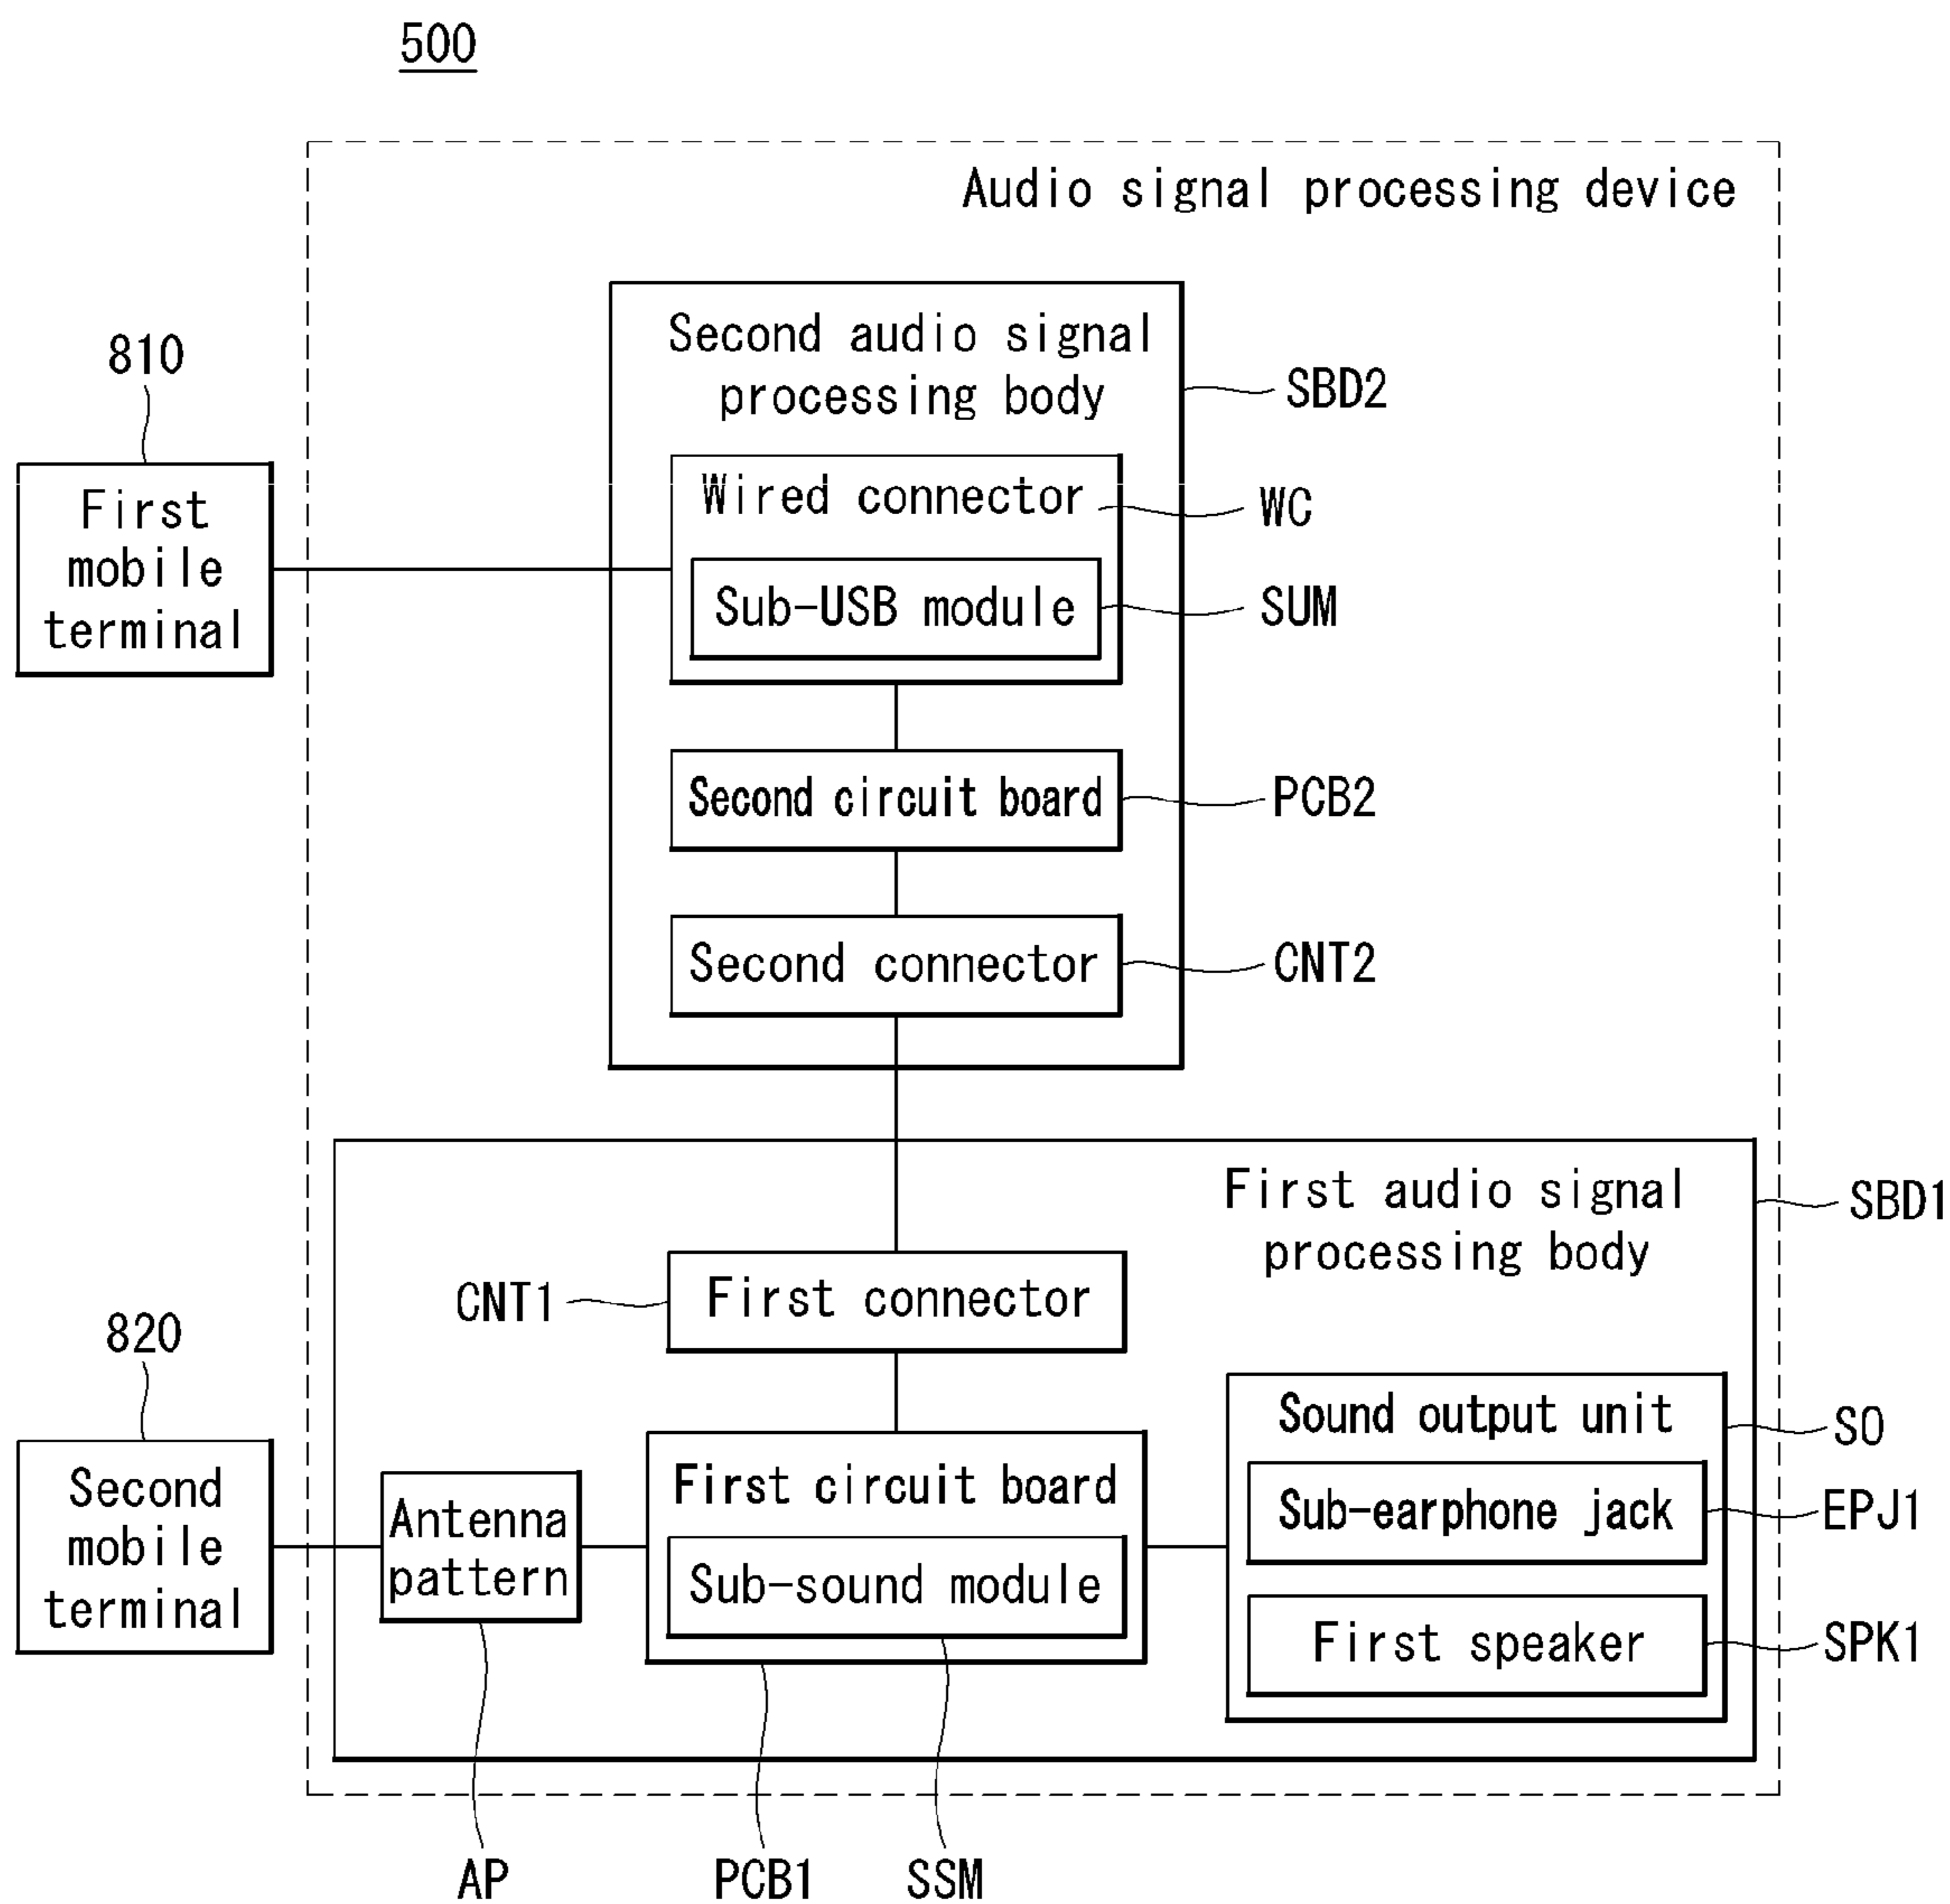 500
Audio signal processing device
Second audio signal
processing body
SBD2
810
First
mobile
terminal
Wired connector
WC
Sub-USB module
SUM
Second circuit board
PCB2
Second connector
CNT2
First audio signal
processing body
SBD1
CNT1
First connector
820
Second
mobile
terminal
Antenna
pattern
First circuit board
Sub-sound module
Sound output unit
SO
Sub-earphone jack
EPJ1
First speaker
SPK1
AP
PCB1
SSM